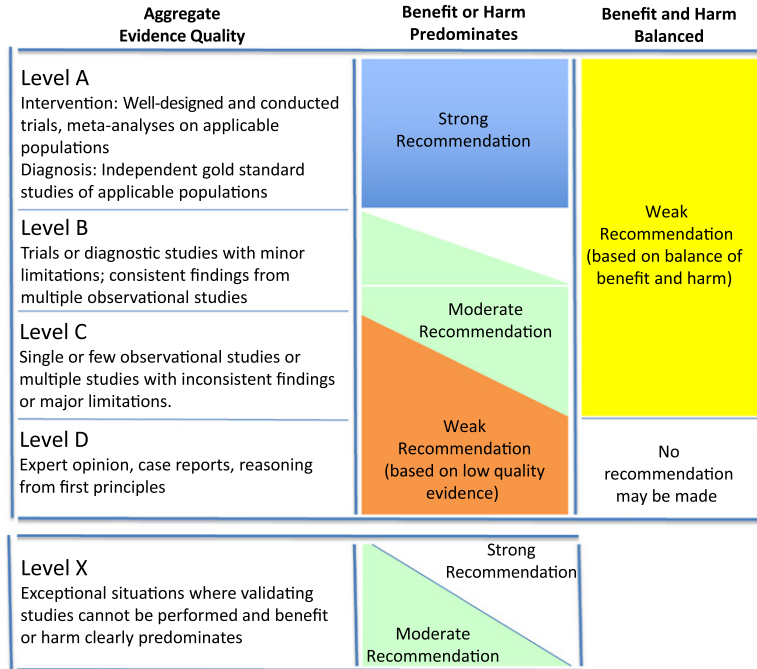 Aggregate
Evidence Quality
Benefit or Harm
Predominates
Benefit and Harm
Balanced
Level A
Intervention: Well-designed and conducted
trials, meta-analyses on applicable
populations
Diagnosis: Independent gold standard
studies of applicable populations
Strong
Recommendation
Weak
Recommendation
(based on balance of
benefit and harm)
Level B
Trials or diagnostic studies with minor
limitations; consistent findings from
multiple observational studies
Moderate
Recommendation
Level C
Single or few observational studies or
multiple studies with inconsistent findings
or major limitations.
Level D
Expert opinion, case reports, reasoning
from first principles
Weak
Recommendation
(based on low quality
evidence)
No
recommendation
may be made
Level X
Exceptional situations where validating
studies cannot be performed and benefit
or harm clearly predominates
Strong
Recommendation
Moderate
Recommendation